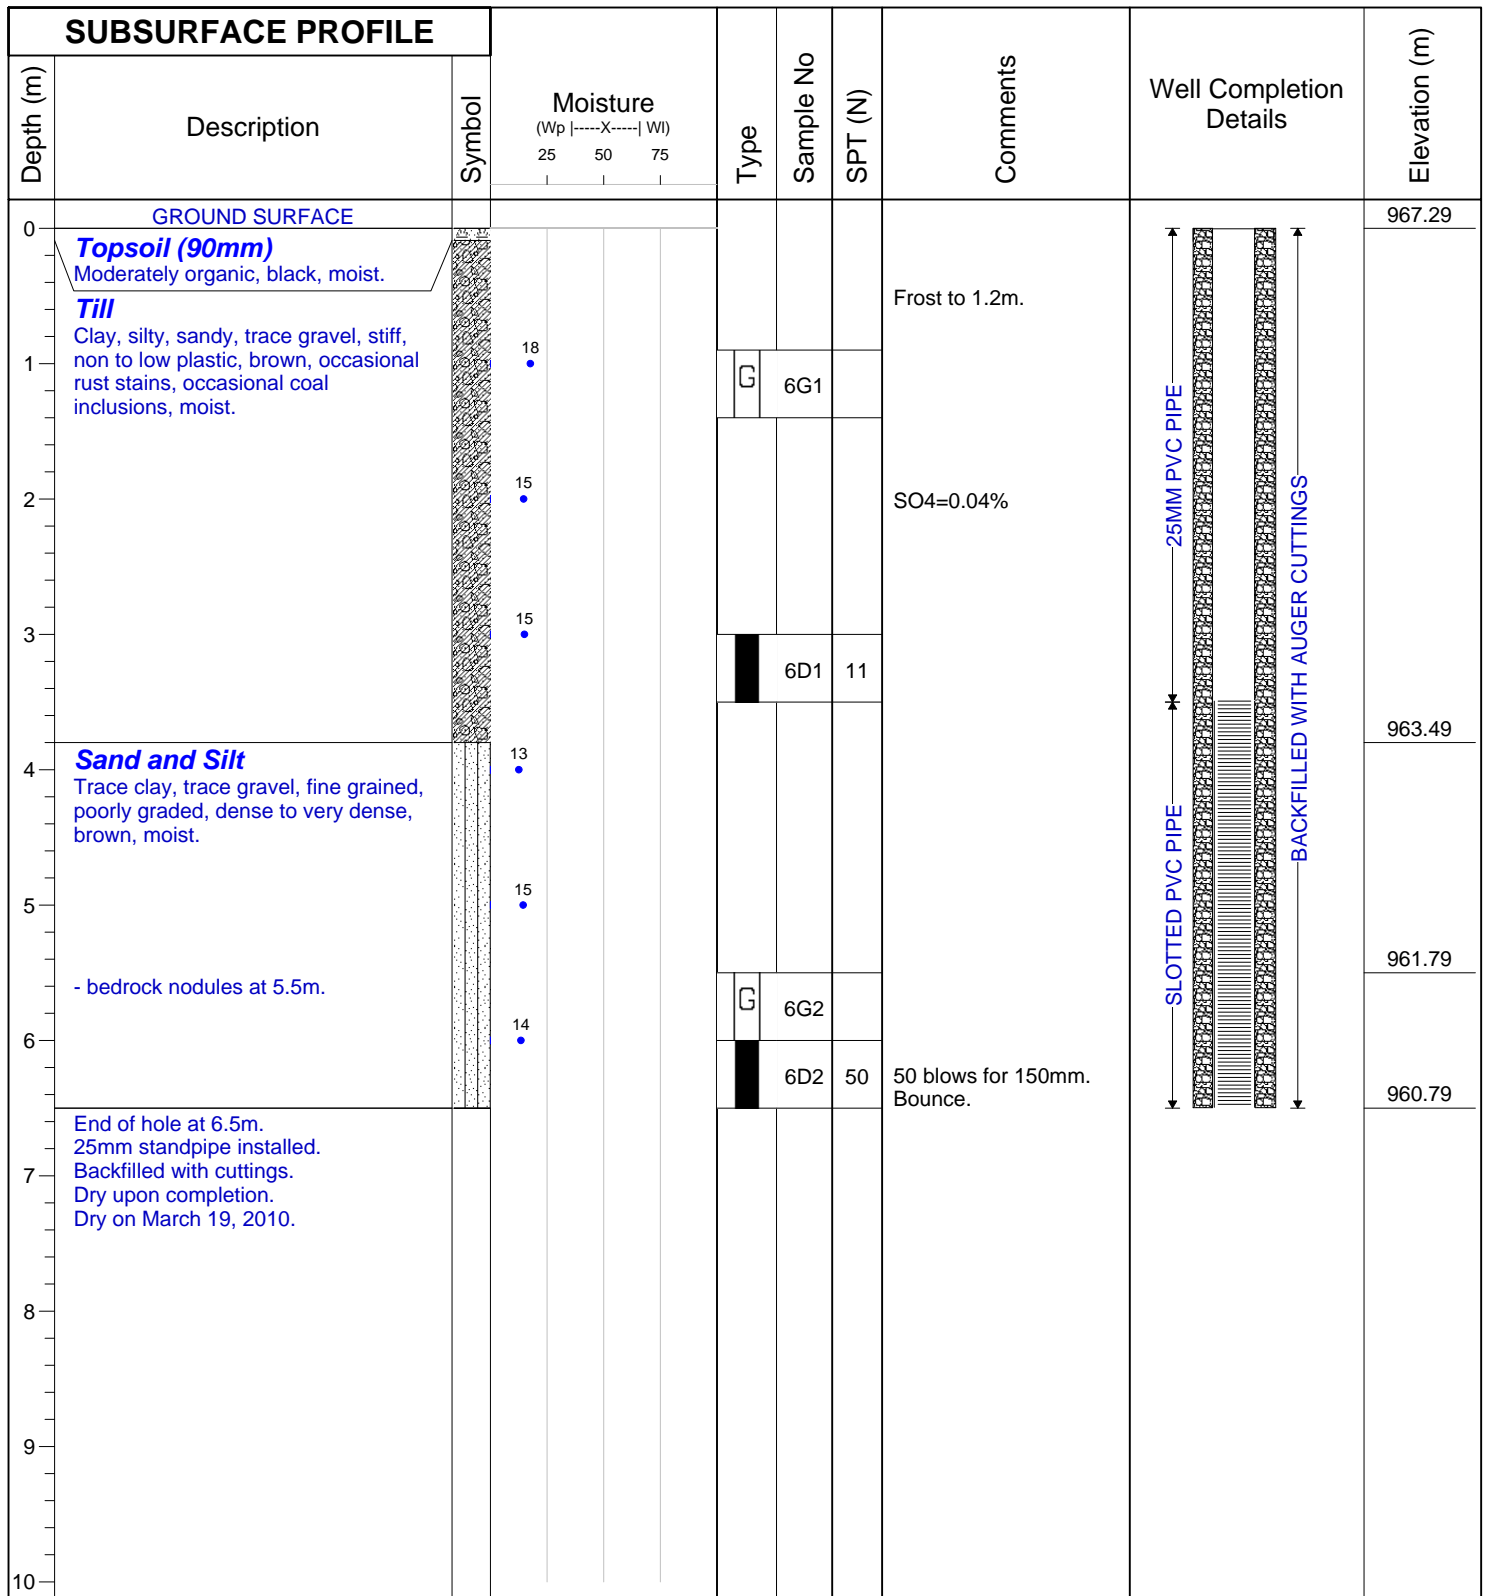 SUBSURFACE PROFILE
Depth (m)
Description
Symbol
Moisture
(Wp |-----X-----| Wl)
25 50 75
Type
Sample No
SPT (N)
Comments
Well Completion
Details
Elevation (m)
GROUND SURFACE
967.29
0
Topsoil (90mm)
Moderately organic, black, moist.
Till
Clay, silty, sandy, trace gravel, stiff,
non to low plastic, brown, occasional
rust stains, occasional coal
inclusions, moist.
Frost to 1.2m.
18
1
G 6G1
15
2
SO4=0.04%
15
3
6D1 11
25MM PVC PIPE
BACKFILLED WITH AUGER CUTTINGS
963.49
Sand and Silt
Trace clay, trace gravel, fine grained,
poorly graded, dense to very dense,
brown, moist.
13
4
SLOTTED PVC PIPE
15
5
961.79
- bedrock nodules at 5.5m.
G 6G2
14
6
6D2 50
50 blows for 150mm.
Bounce.
960.79
End of hole at 6.5m.
25mm standpipe installed.
Backfilled with cuttings.
Dry upon completion.
Dry on March 19, 2010.
7
8
9
10